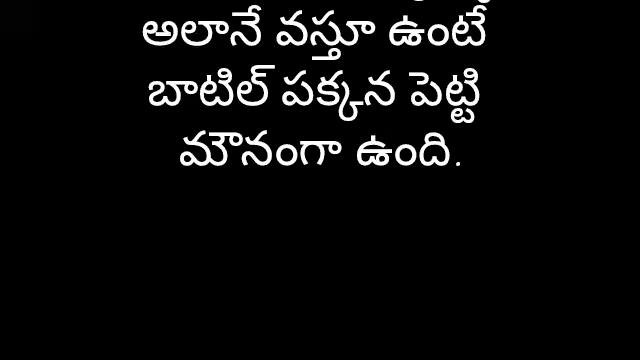 అలానే వస్తూ ఉంటే
బాటిల్ పక్కన పెట్టి
మౌనంగా ఉంది.